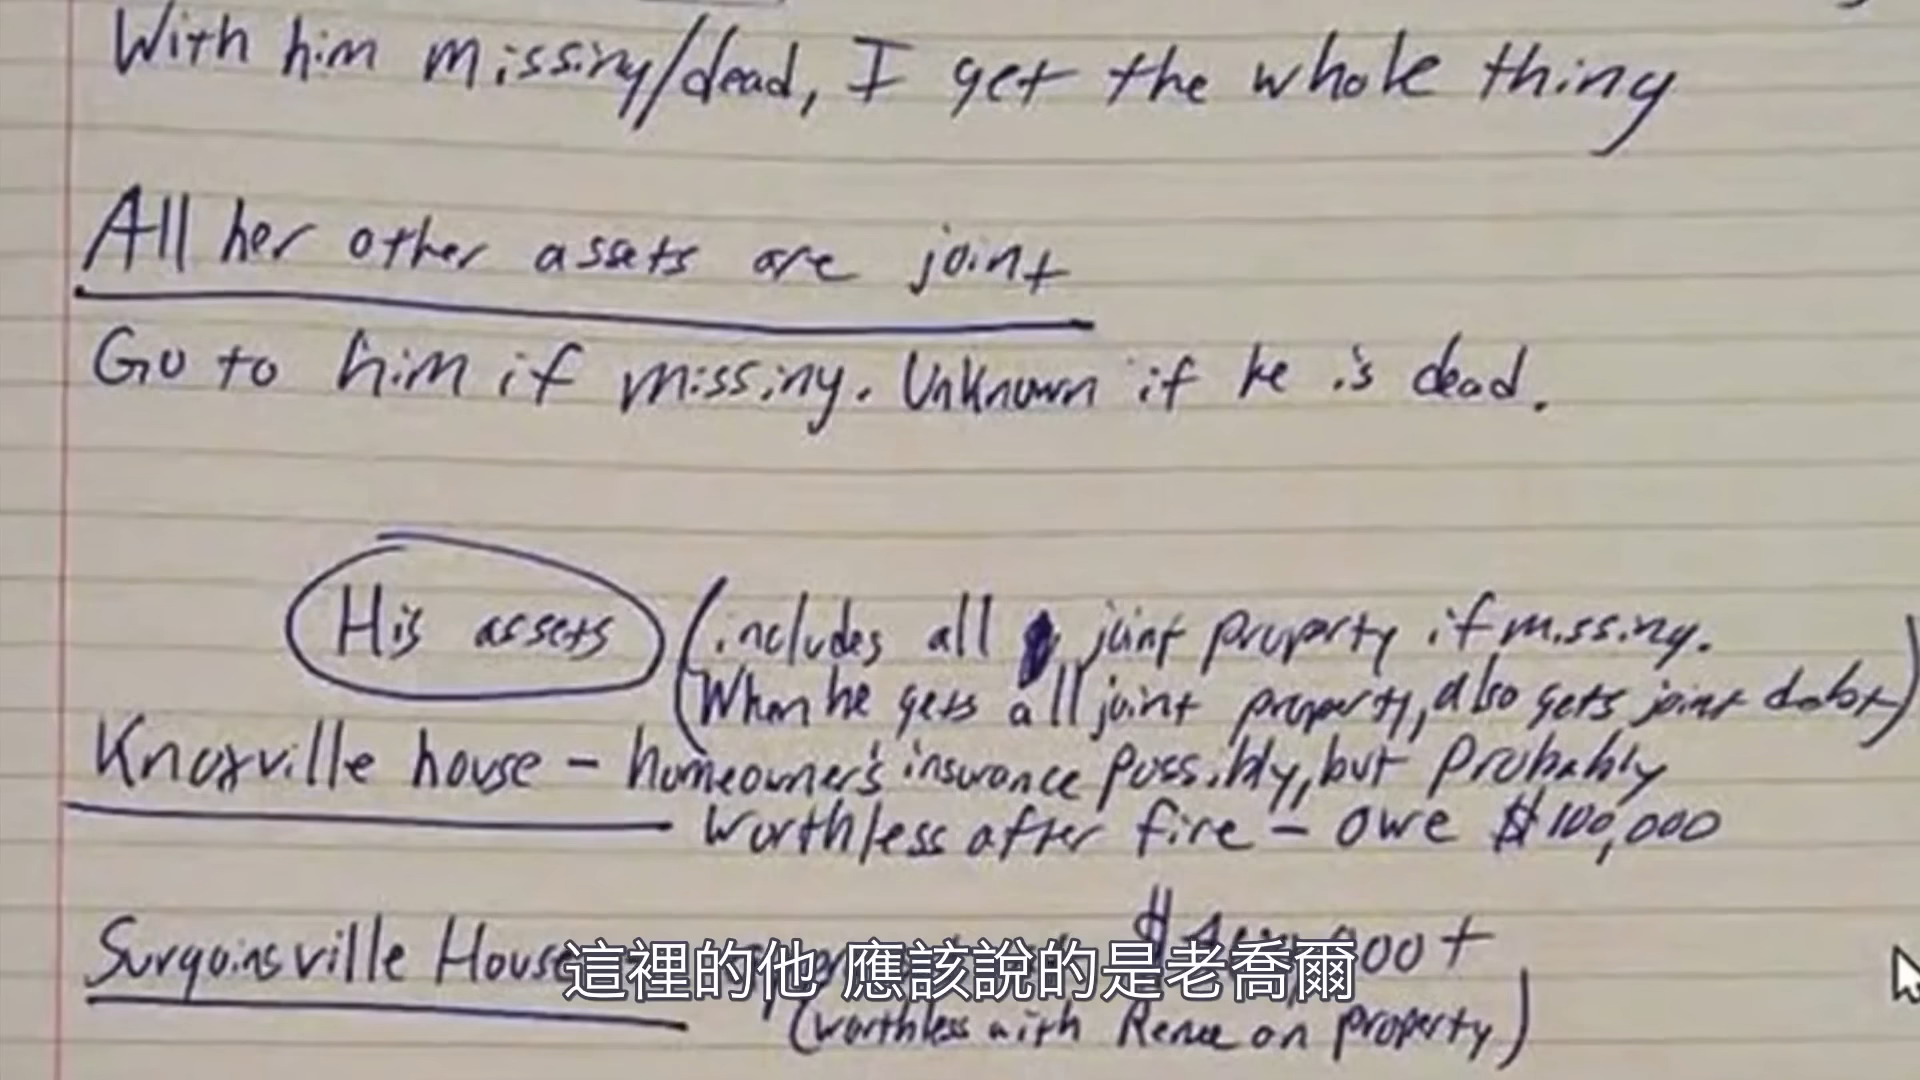 With him missing/dead, I get the whole thing
All her other assets are joint
Go to him if missing. Unknown if he is dead.
His assets (includes all joint property if missing.
When he gets all joint property, also gets joint debt)
Knoxville house - homeowner's insurance possibly, but probably
worthless after fire - owe $100,000
Surgoinsville House
這裡的他 應該說的是老喬爾
(worthless with Renee on property)